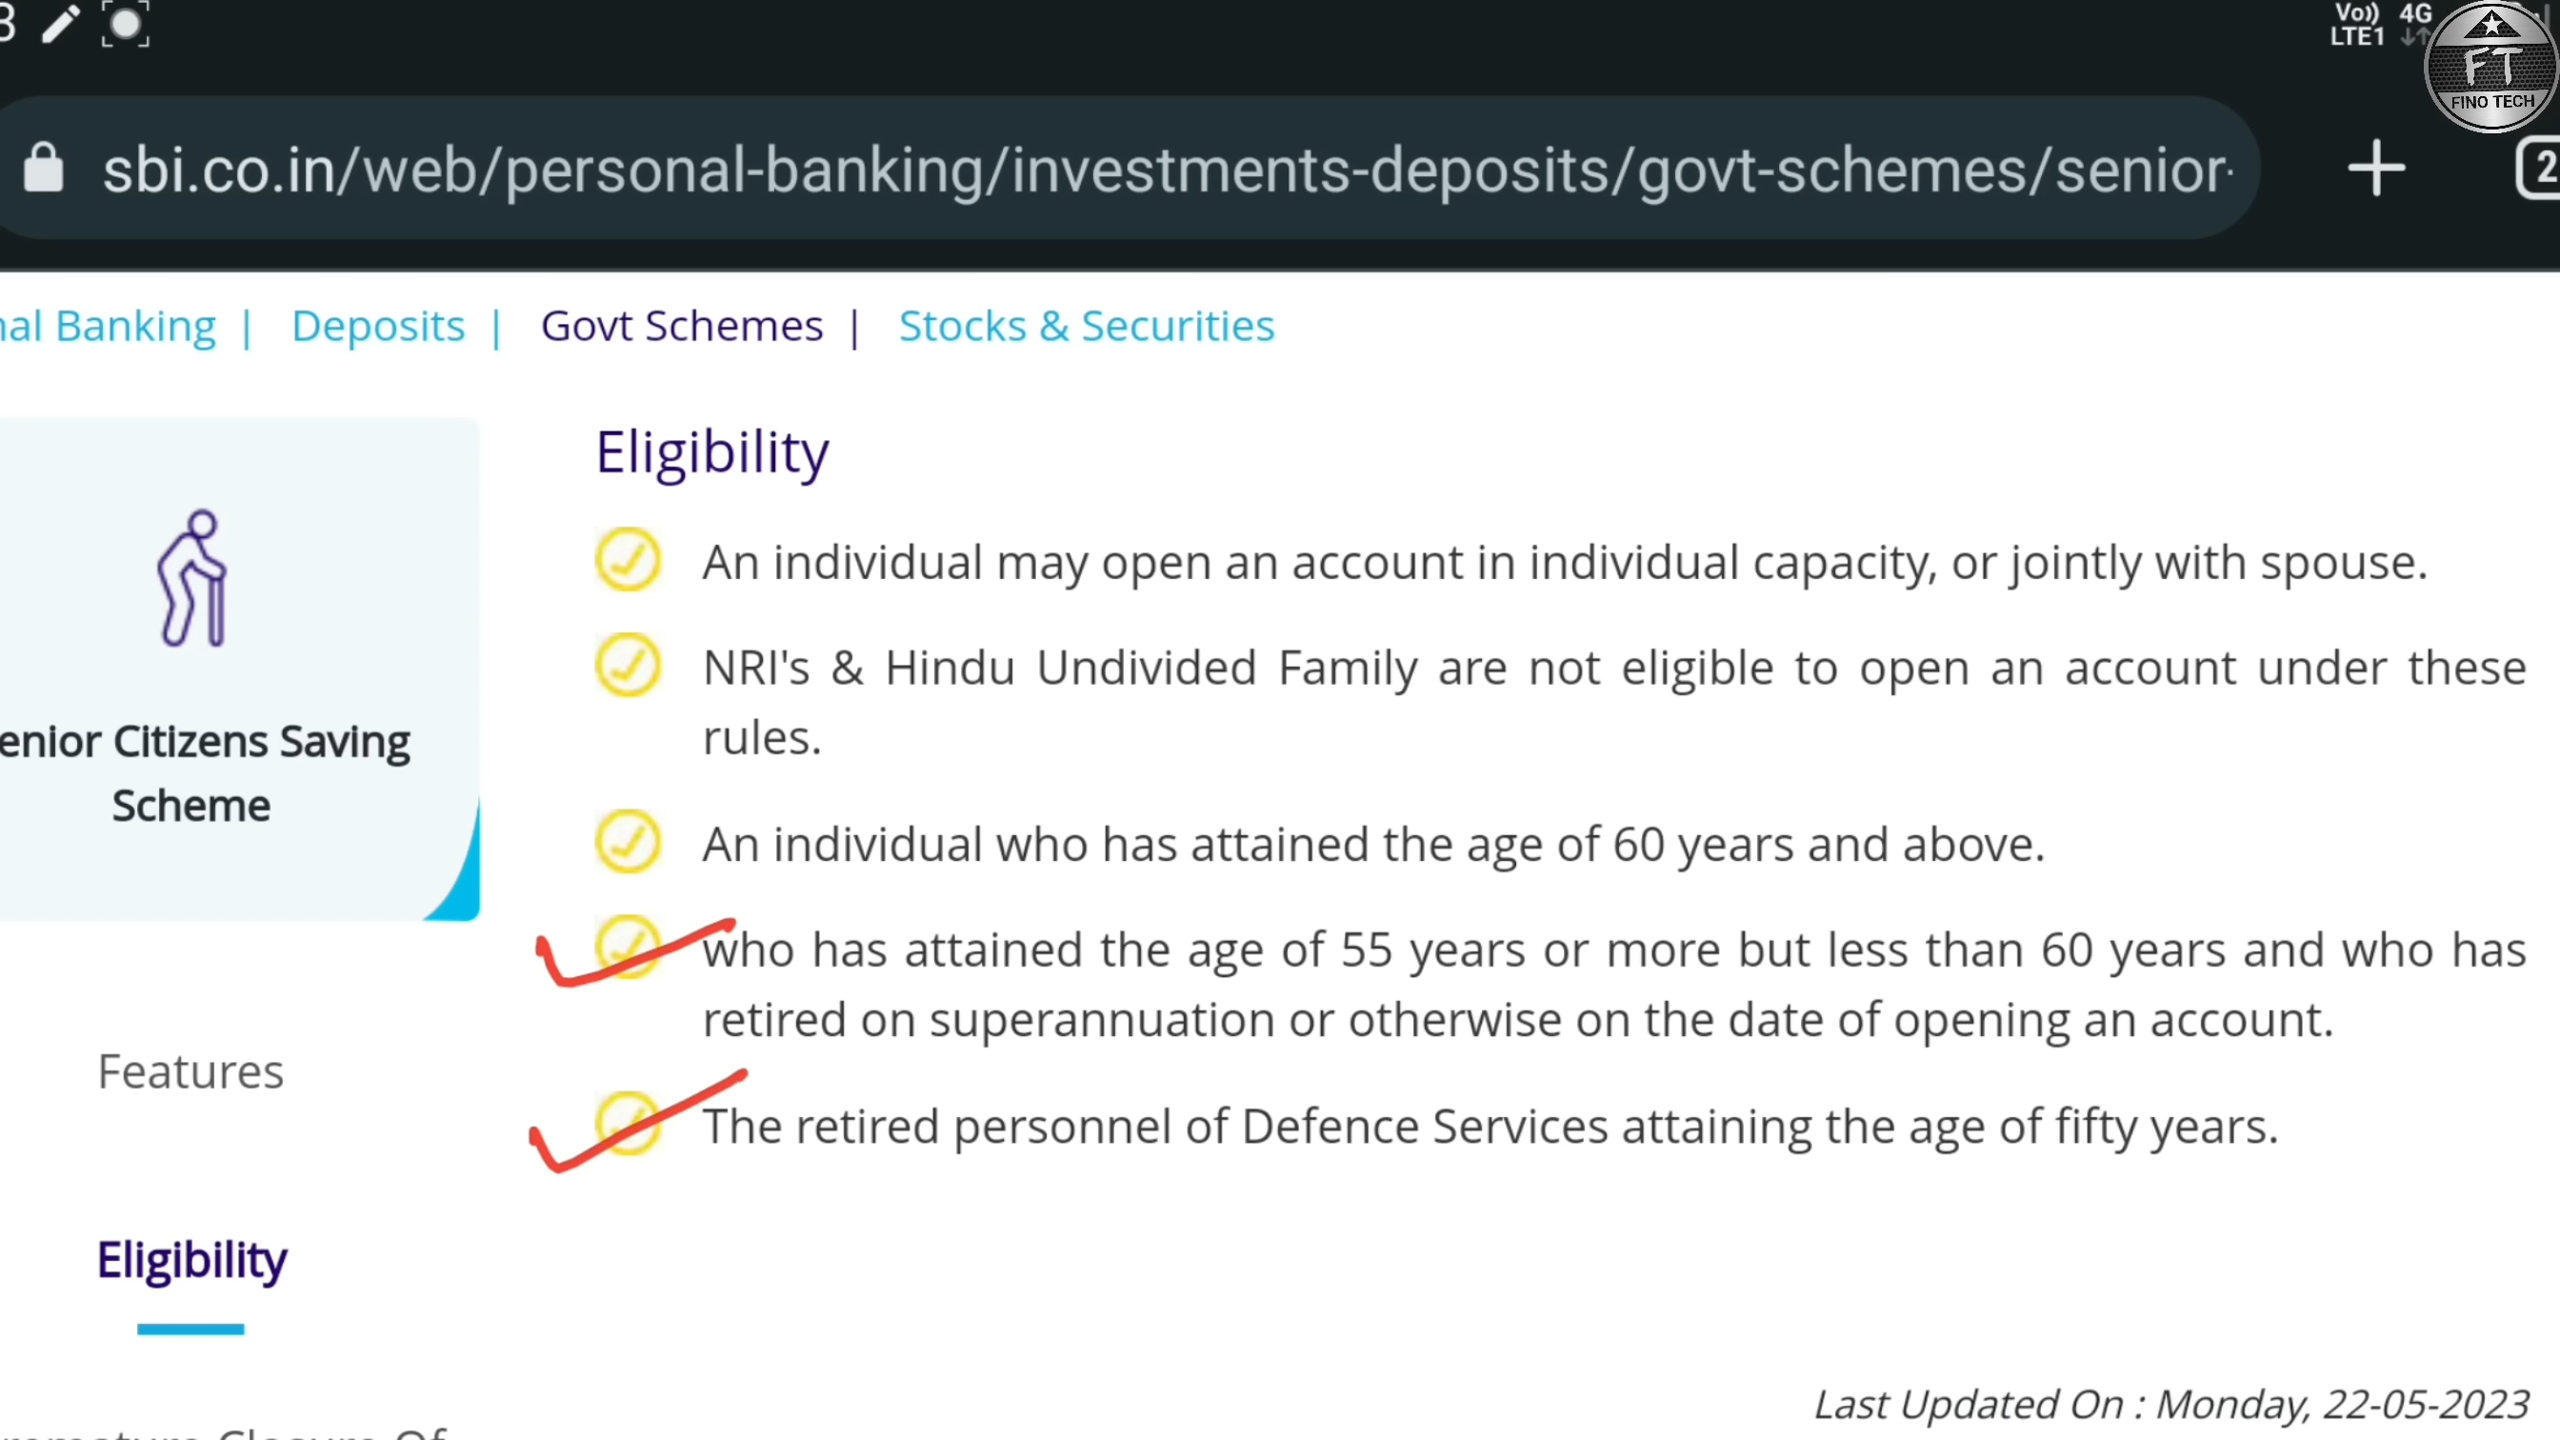 3
Vo)) 4G
LTE1
FT
FINO TECH
sbi.co.in/web/personal-banking/investments-deposits/govt-schemes/senior-
2
nal Banking | Deposits | Govt Schemes | Stocks & Securities
Eligibility
An individual may open an account in individual capacity, or jointly with spouse.
NRI's & Hindu Undivided Family are not eligible to open an account under these
rules.
An individual who has attained the age of 60 years and above.
who has attained the age of 55 years or more but less than 60 years and who has
retired on superannuation or otherwise on the date of opening an account.
The retired personnel of Defence Services attaining the age of fifty years.
enior Citizens Saving
Scheme
Features
Eligibility
Last Updated On : Monday, 22-05-2023
Closure Of